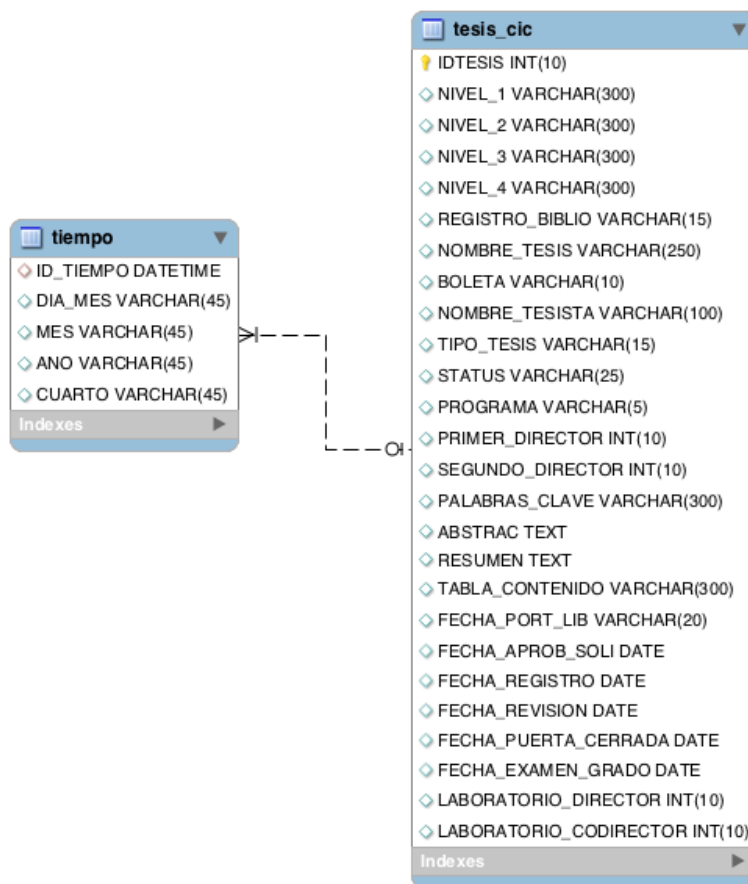 tiempo
ID_TIEMPO DATETIME
DIA_MES VARCHAR(45)
MES VARCHAR(45)
ANO VARCHAR(45)
CUARTO VARCHAR(45)
Indexes
tesis_cic
IDTESIS INT(10)
NIVEL_1 VARCHAR(300)
NIVEL_2 VARCHAR(300)
NIVEL_3 VARCHAR(300)
NIVEL_4 VARCHAR(300)
REGISTRO_BIBLIO VARCHAR(15)
NOMBRE_TESIS VARCHAR(250)
BOLETA VARCHAR(10)
NOMBRE_TESISTA VARCHAR(100)
TIPO_TESIS VARCHAR(15)
STATUS VARCHAR(25)
PROGRAMA VARCHAR(5)
PRIMER_DIRECTOR INT(10)
SEGUNDO_DIRECTOR INT(10)
PALABRAS_CLAVE VARCHAR(300)
ABSTRAC TEXT
RESUMEN TEXT
TABLA_CONTENIDO VARCHAR(300)
FECHA_PORT_LIB VARCHAR(20)
FECHA_APROB_SOLI DATE
FECHA_REGISTRO DATE
FECHA_REVISION DATE
FECHA_PUERTA_CERRADA DATE
FECHA_EXAMEN_GRADO DATE
LABORATORIO_DIRECTOR INT(10)
LABORATORIO_CODIRECTOR INT(10)
Indexes